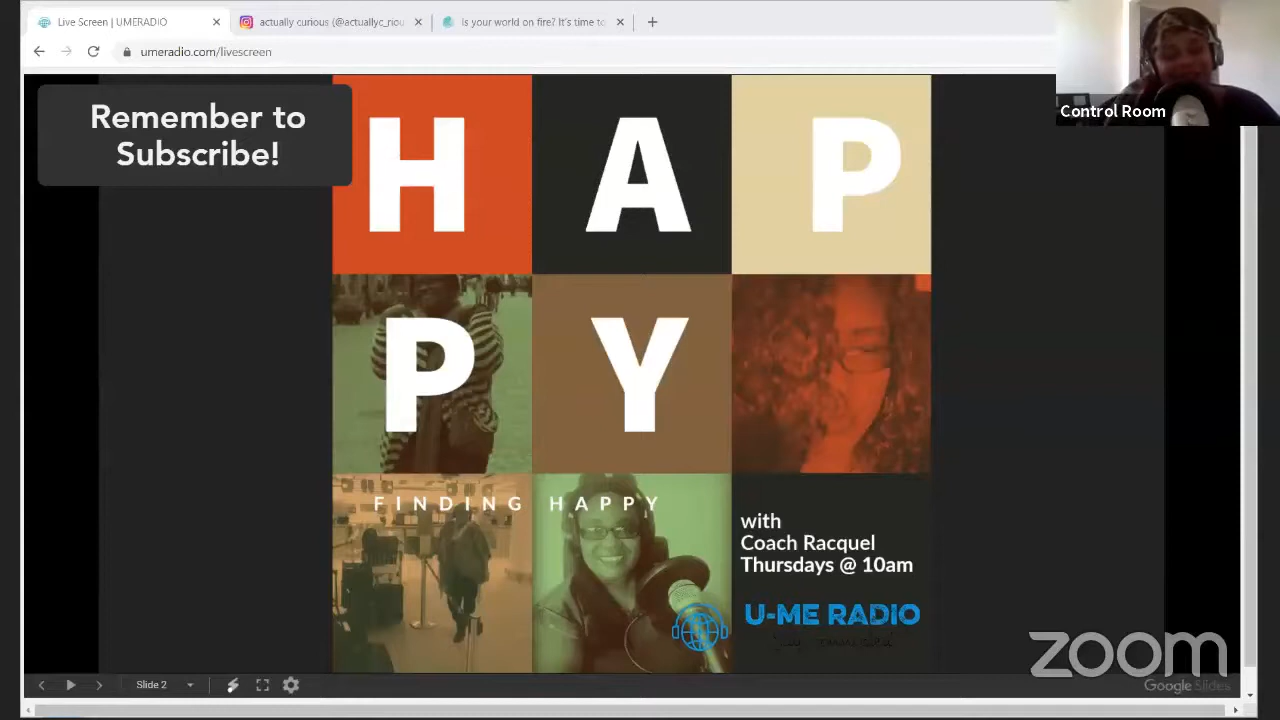 Live Screen | UMERADIO
actually curious (@actuallyc_riou
Is your world on fire? It's time to
umeradio.com/livescreen
Remember to
Subscribe!
Control Room
H A P
P Y
FINDING HAPPY
with
Coach Racquel
Thursdays @ 10am
U-ME RADIO
Slide 2
zoom
Google Slides